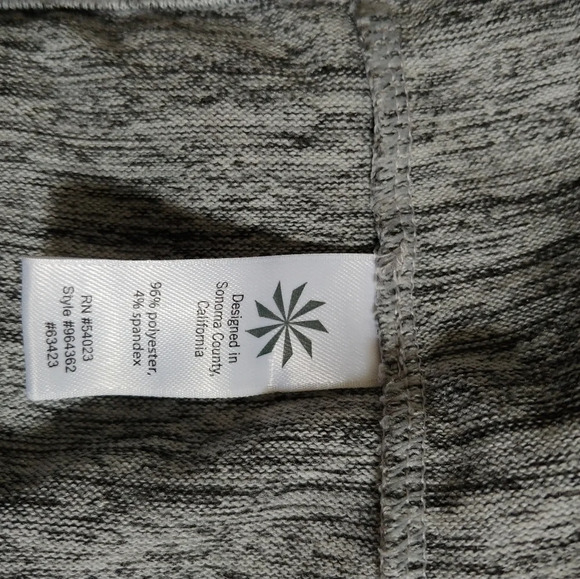 Designed in
Sonoma County,
California
96% polyester,
4% spandex
RN #54023
Style #964362
#63423